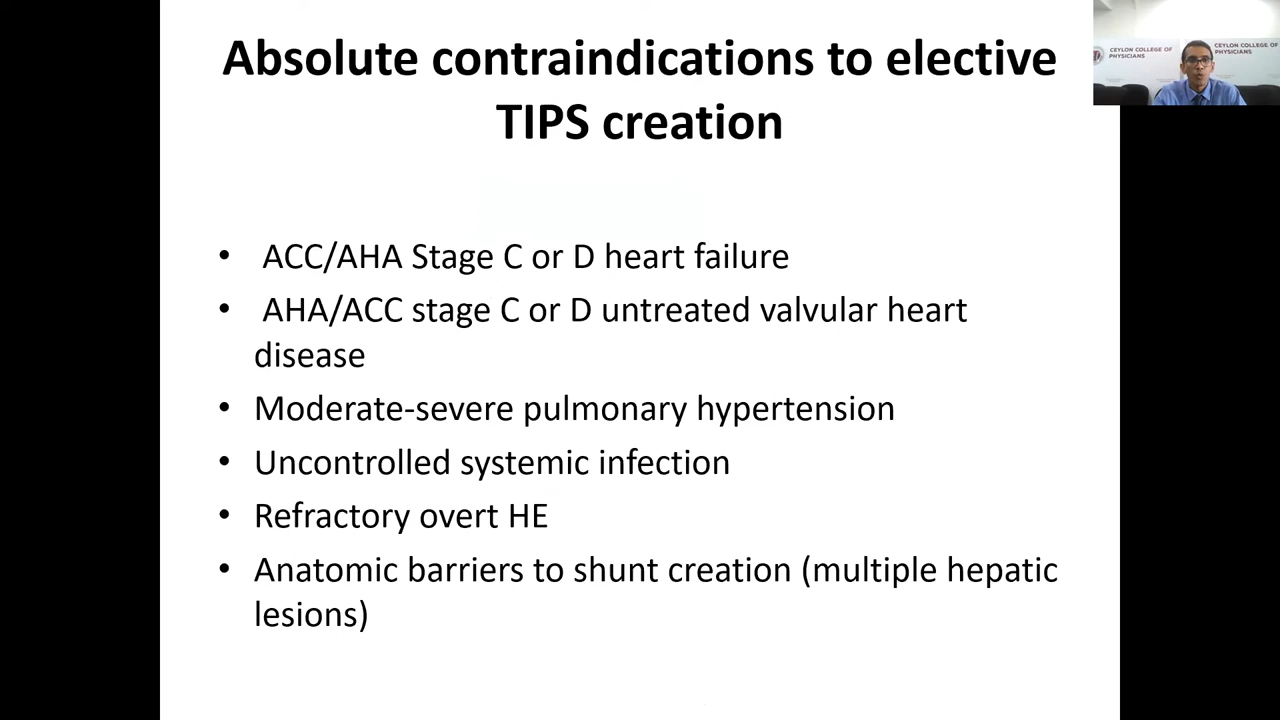 Absolute contraindications to elective
TIPS creation
CEYLON COLLEGE OF
PHYSICIANS
CEYLON COLLEGE OF
PHYSICIANS
• ACC/AHA Stage C or D heart failure
• AHA/ACC stage C or D untreated valvular heart
disease
• Moderate-severe pulmonary hypertension
• Uncontrolled systemic infection
• Refractory overt HE
• Anatomic barriers to shunt creation (multiple hepatic
lesions)